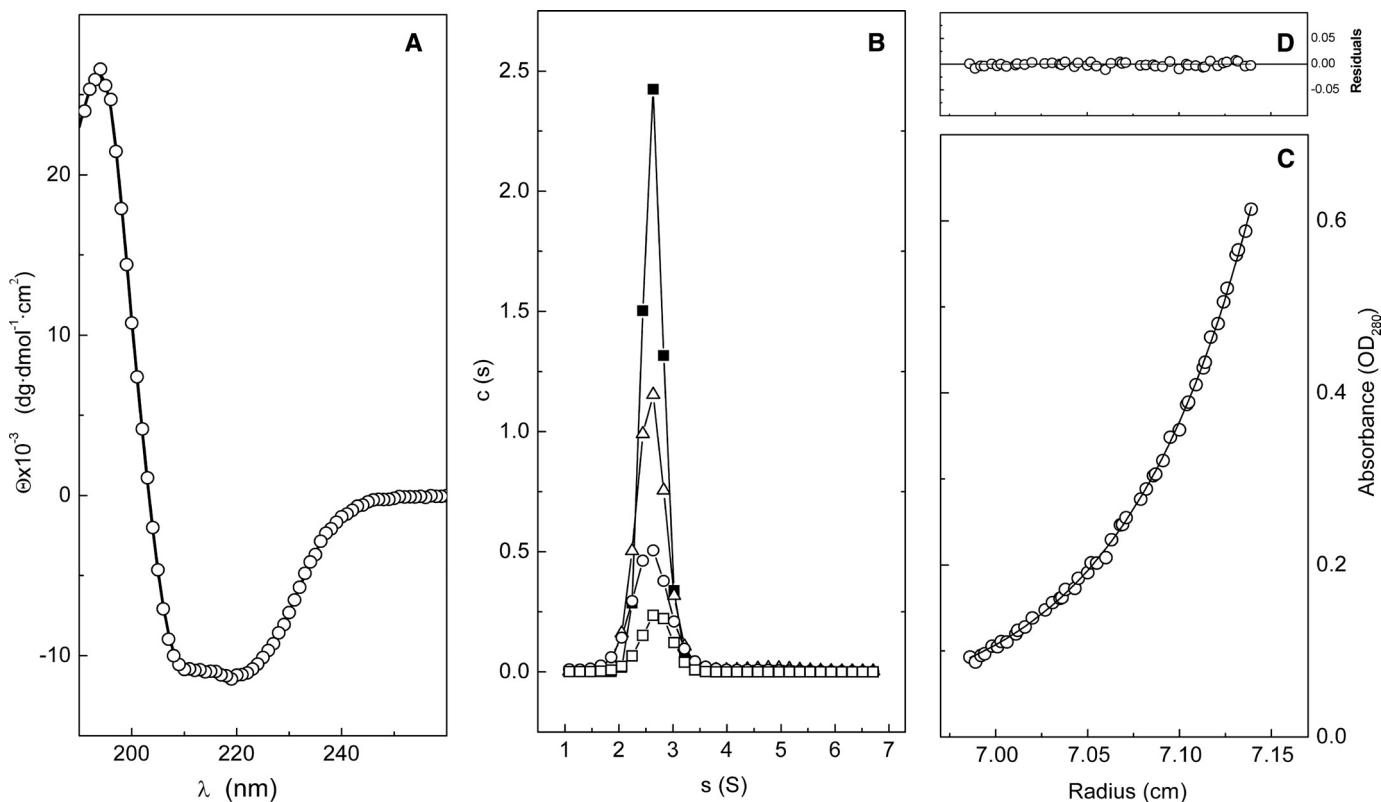 A
B
D
C
20
10
0
-10
Θx10⁻³ (dg·dmol⁻¹·cm²)
200
220
240
λ (nm)
2.5
2.0
1.5
1.0
0.5
0.0
c (s)
1
2
3
4
5
6
7
s (S)
0.05
0.00
-0.05
Residuals
0.6
0.4
0.2
0.0
Absorbance (OD₂₈₀)
7.00
7.05
7.10
7.15
Radius (cm)